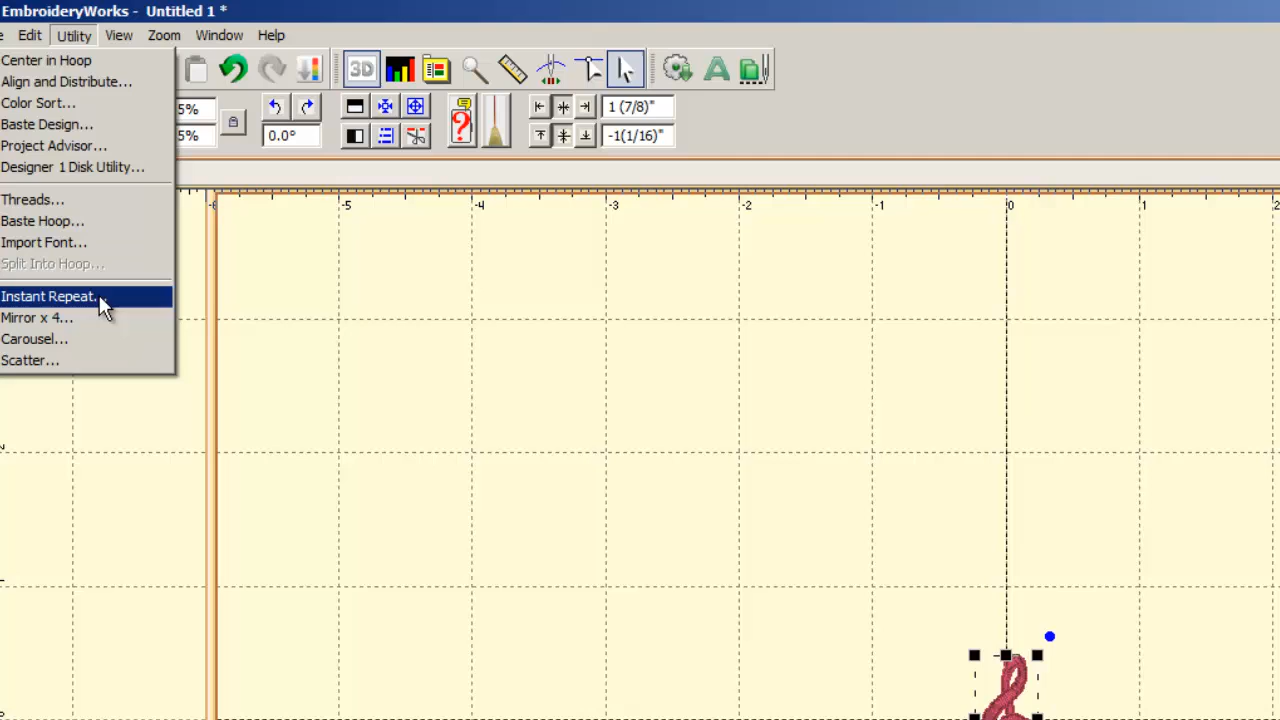 EmbroideryWorks - Untitled 1 *
Edit Utility View Zoom Window Help
Center in Hoop
Align and Distribute...
Color Sort...
Baste Design...
Project Advisor...
Designer 1 Disk Utility...
Threads...
Baste Hoop...
Import Font...
Split Into Hoop...
Instant Repeat...
Mirror x 4...
Carousel...
Scatter...
3D
5% 1 (7/8)"
5% 0.0° -1(1/16)"
-6 -5 -4 -3 -2 -1 0 1 2